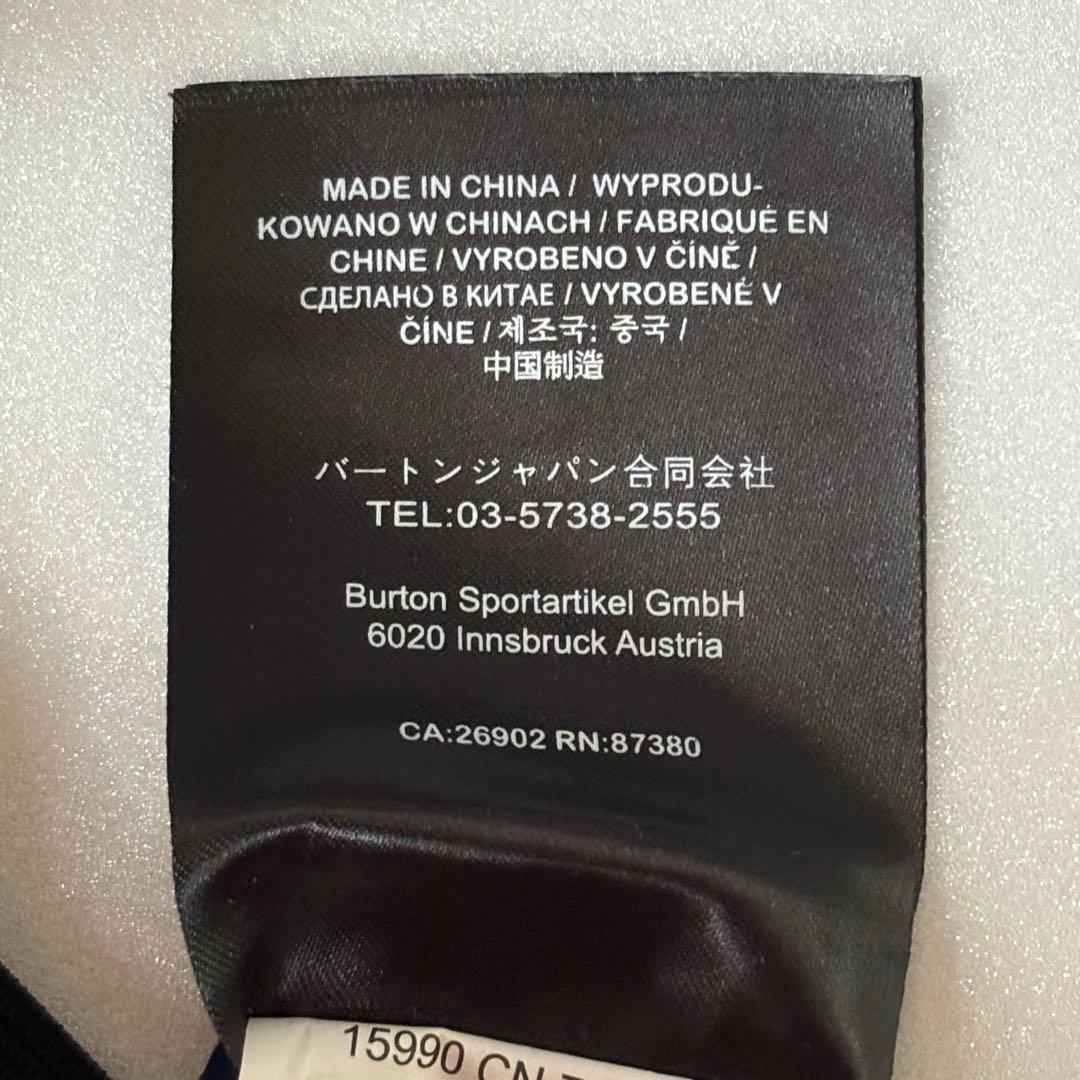 MADE IN CHINA / WYPRODU-
KOWANO W CHINACH / FABRIQUÉ EN
CHINE / VYROBENO V ČÍNĚ /
СДЕЛАНО В КИТАЕ / VYROBENÉ V
ČÍNE / 제조국: 중국 /
中国制造
バートンジャパン合同会社
TEL:03-5738-2555
Burton Sportartikel GmbH
6020 Innsbruck Austria
CA:26902 RN:87380
15990 CN